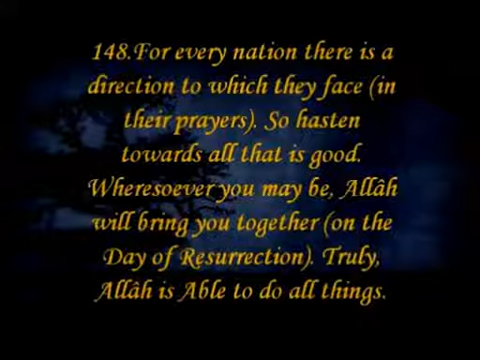 148.For every nation there is a
direction to which they face (in
their prayers). So hasten
towards all that is good.
Wheresoever you may be, Allâh
will bring you together (on the
Day of Resurrection). Truly,
Allâh is Able to do all things.